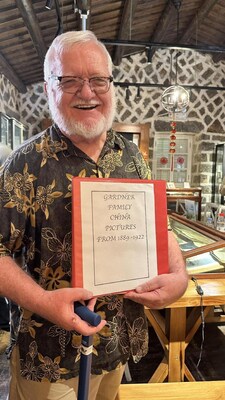 GARDNER
FAMILY
CHINA
PICTURES
FROM 1889-1922